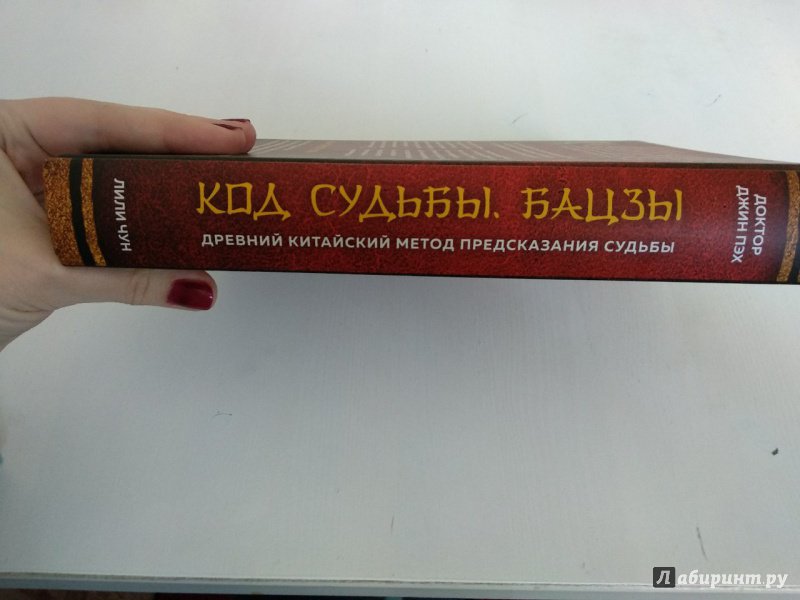 ЛИЛИ ЧУН
КОД СУДЬБЫ. БАЦЗЫ
ДРЕВНИЙ КИТАЙСКИЙ МЕТОД ПРЕДСКАЗАНИЯ СУДЬБЫ
ДОКТОР
ДЖИН ПЭХ
Лабиринт.ру